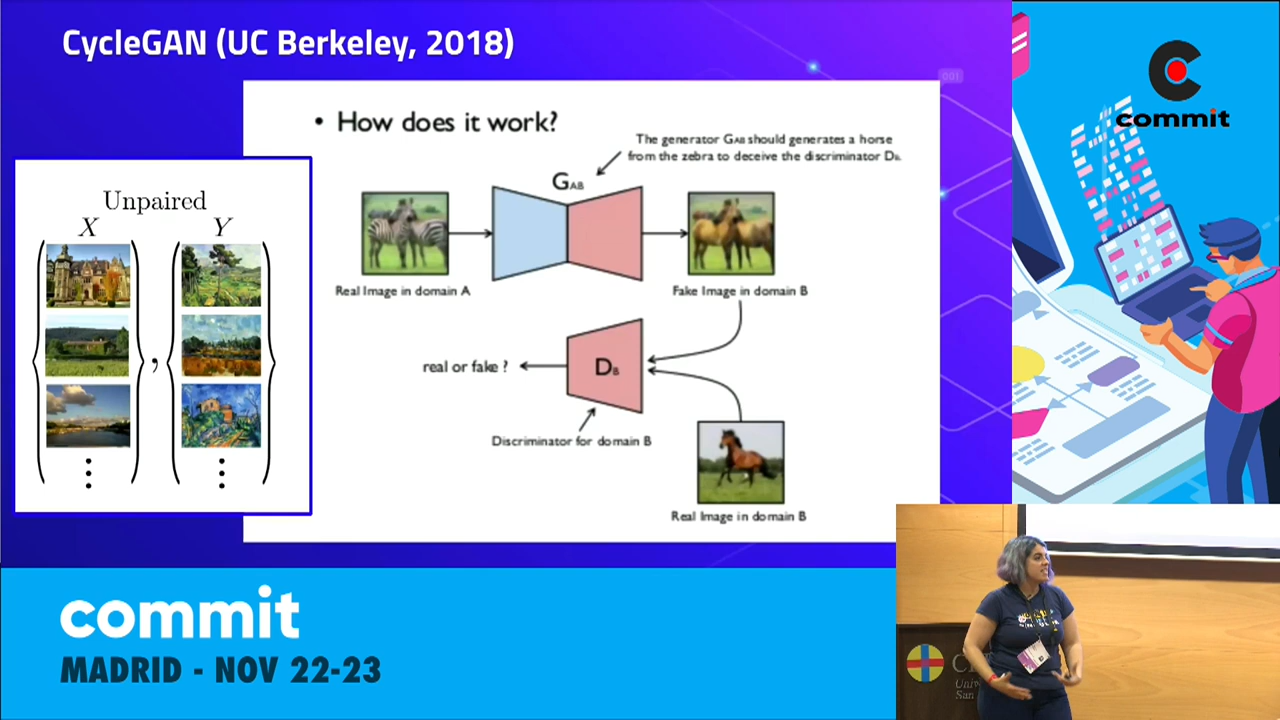 CycleGAN (UC Berkeley, 2018)
001
commit
• How does it work?
The generator GAB should generates a horse
from the zebra to deceive the discriminator DB.
GAB
Unpaired
X
Y
,
Real Image in domain A
Fake Image in domain B
real or fake ?
DB
Discriminator for domain B
Real Image in domain B
commit
MADRID - NOV 22-23
San